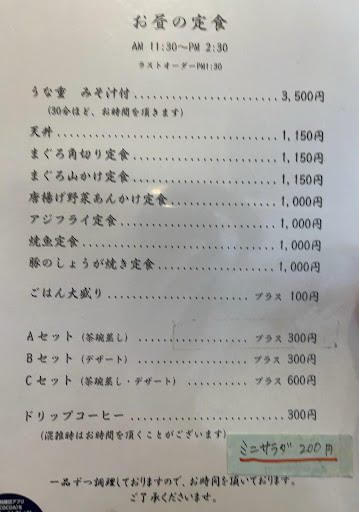 お昼の定食
AM 11:30～PM 2:30
ラストオーダーPM1:30
うな重　みそ汁付 3,500円
(30分ほど、お時間を頂きます)
天丼 1,150円
まぐろ角切り定食 1,150円
まぐろ山かけ定食 1,150円
唐揚げ野菜あんかけ定食 1,000円
アジフライ定食 1,000円
焼魚定食 1,000円
豚のしょうが焼き定食 1,000円
ごはん大盛り プラス 100円
Aセット (茶碗蒸し) プラス 300円
Bセット (デザート) プラス 300円
Cセット (茶碗蒸し・デザート) プラス 600円
ドリップコーヒー 300円
(混雑時はお時間を頂くことがございます)
ミニサラダ 200円
一品ずつ調理しておりますので、お時間を頂いております。
ご了承くださいませ。